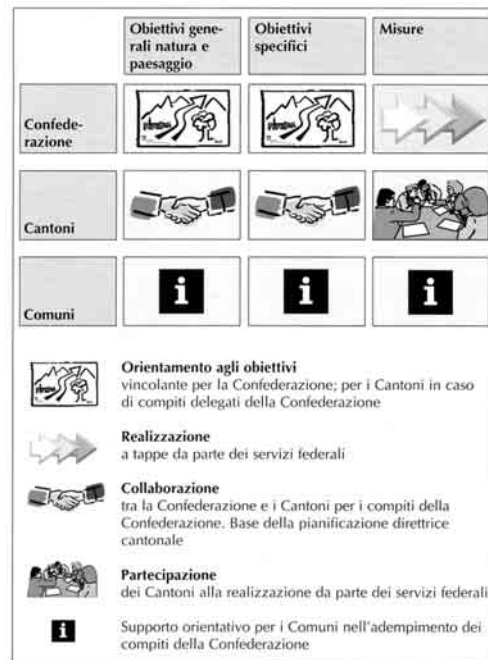 Obiettivi gene-
rali natura e
paesaggio
Obiettivi
specifici
Misure
Confede-
razione
Cantoni
i
i
i
Comuni
Orientamento agli obiettivi
vincolante per la Confederazione; per i Cantoni in caso
di compiti delegati della Confederazione
Realizzazione
a tappe da parte dei servizi federali
Collaborazione
tra la Confederazione e i Cantoni per i compiti della
Confederazione. Base della pianificazione direttrice
cantonale
Partecipazione
dei Cantoni alla realizzazione da parte dei servizi federali
i
Supporto orientativo per i Comuni nell'adempimento dei
compiti della Confederazione